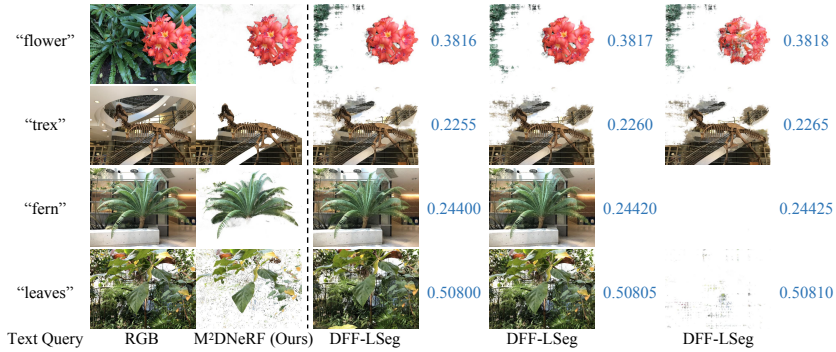 “flower” 0.3816 0.3817 0.3818
“trex” 0.2255 0.2260 0.2265
“fern” 0.24400 0.24420 0.24425
“leaves” 0.50800 0.50805 0.50810
Text Query RGB M²DNeRF (Ours) DFF-LSeg DFF-LSeg DFF-LSeg